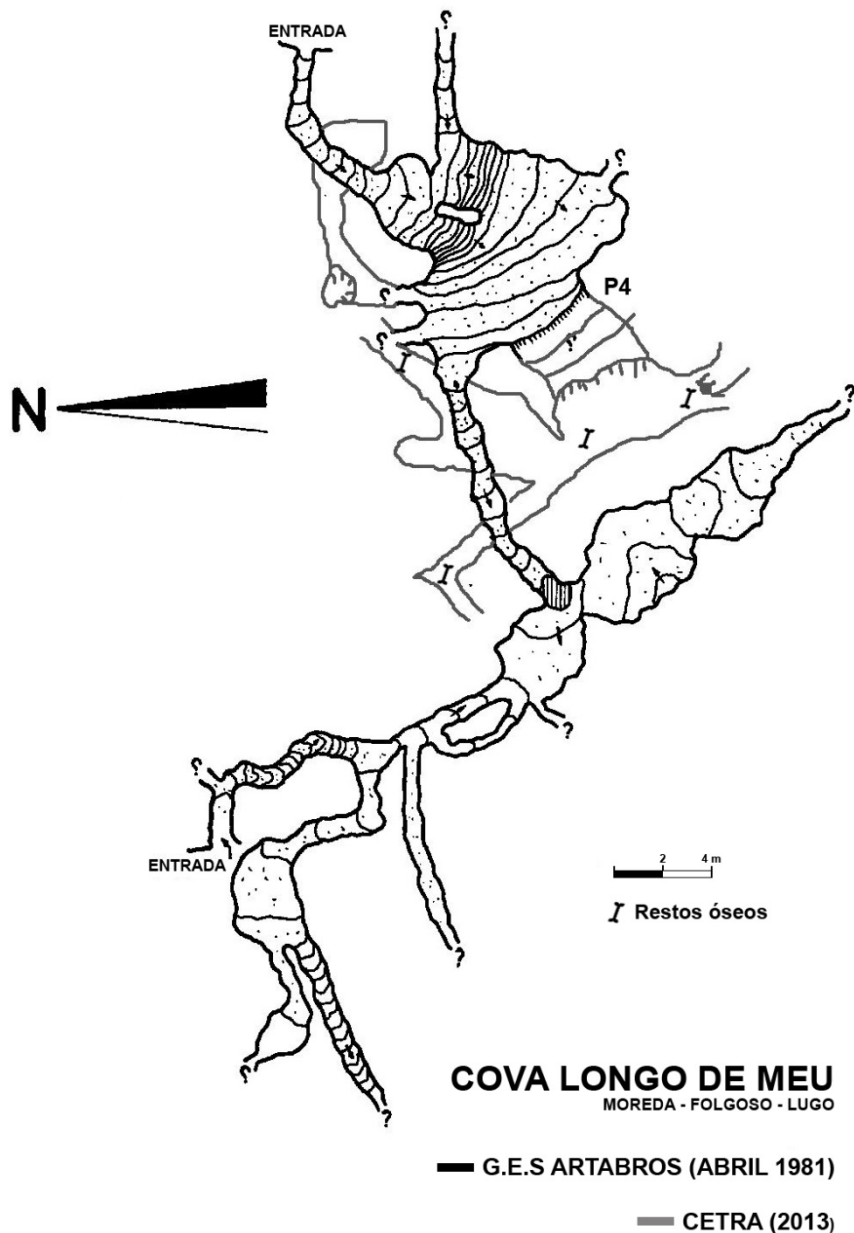 ENTRADA
?
?
P4
?
?
?
I
I
I
N
?
I
?
?
ENTRADA
2 4 m
I Restos óseos
?
?
?
COVA LONGO DE MEU
MOREDA - FOLGOSO - LUGO
G.E.S ARTABROS (ABRIL 1981)
CETRA (2013)